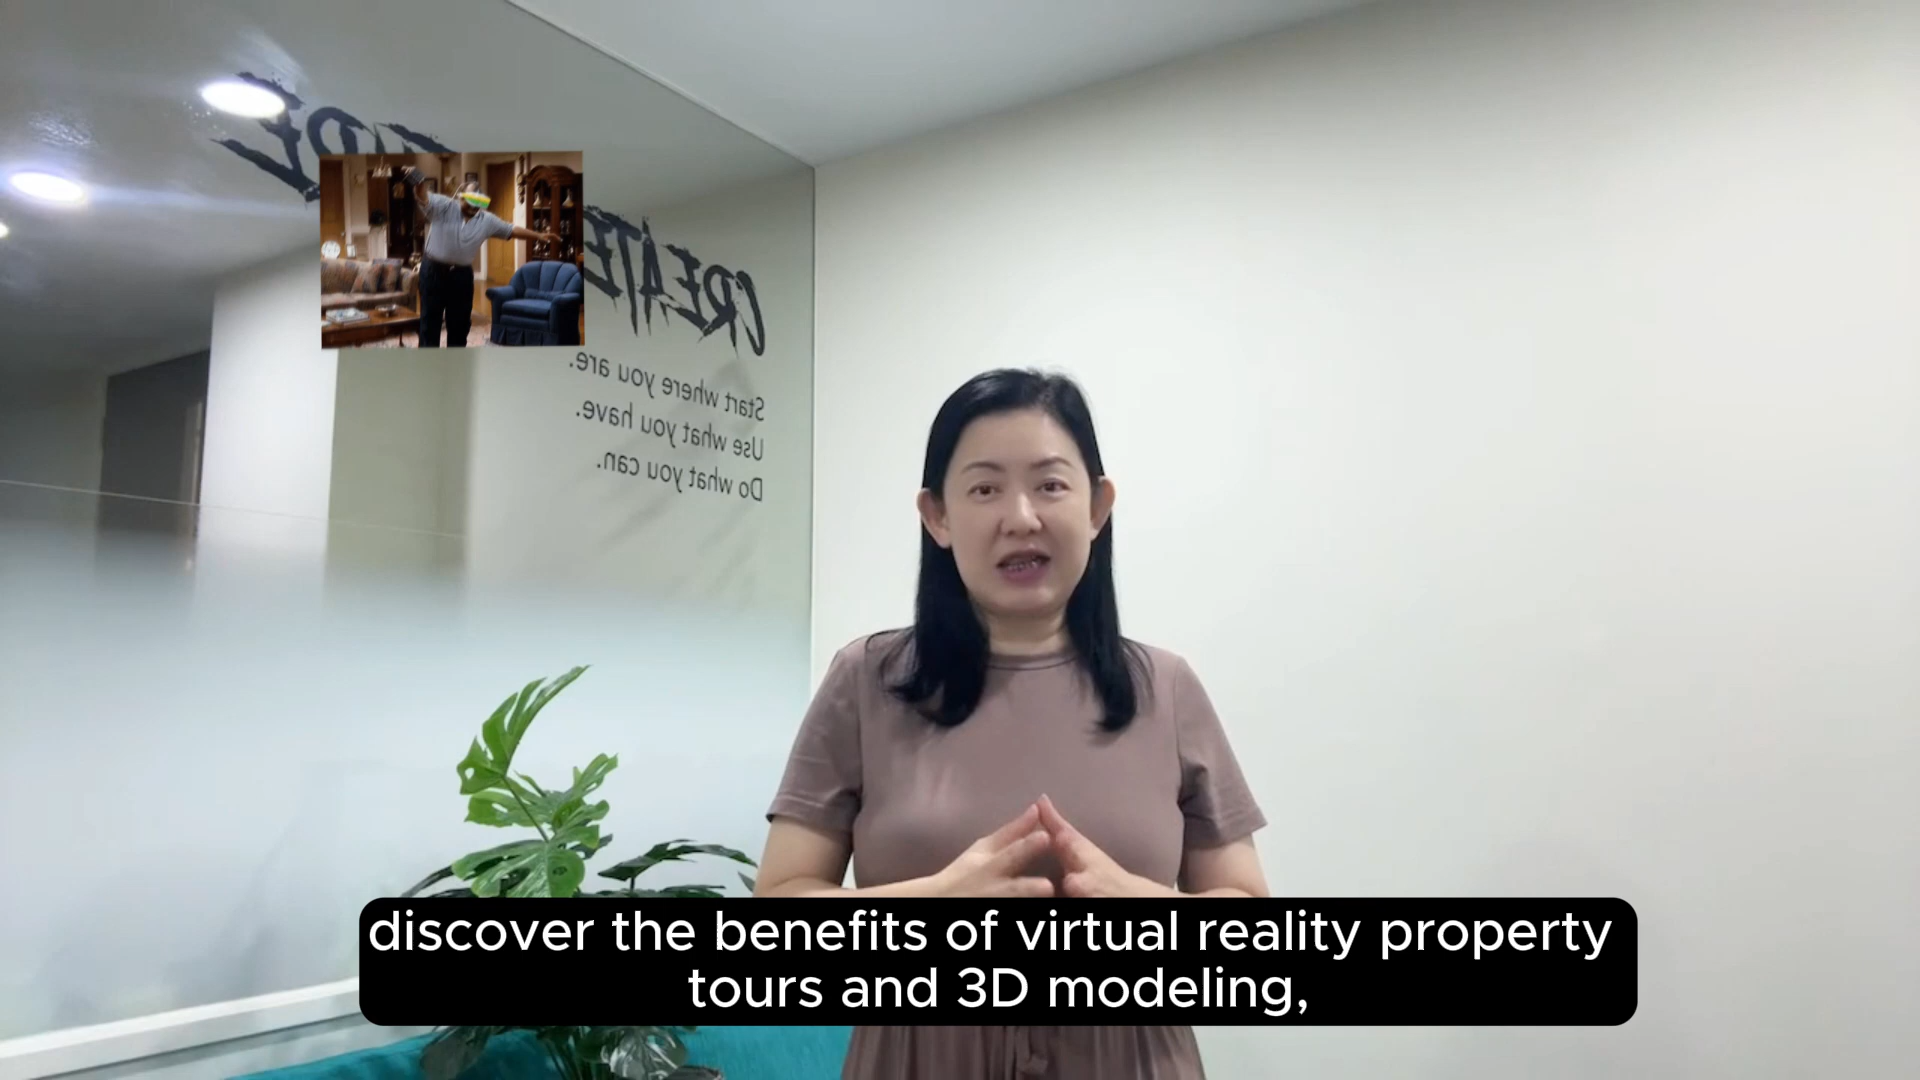 CREATE
Start where you are.
Use what you have.
Do what you can.
discover the benefits of virtual reality property
tours and 3D modeling,